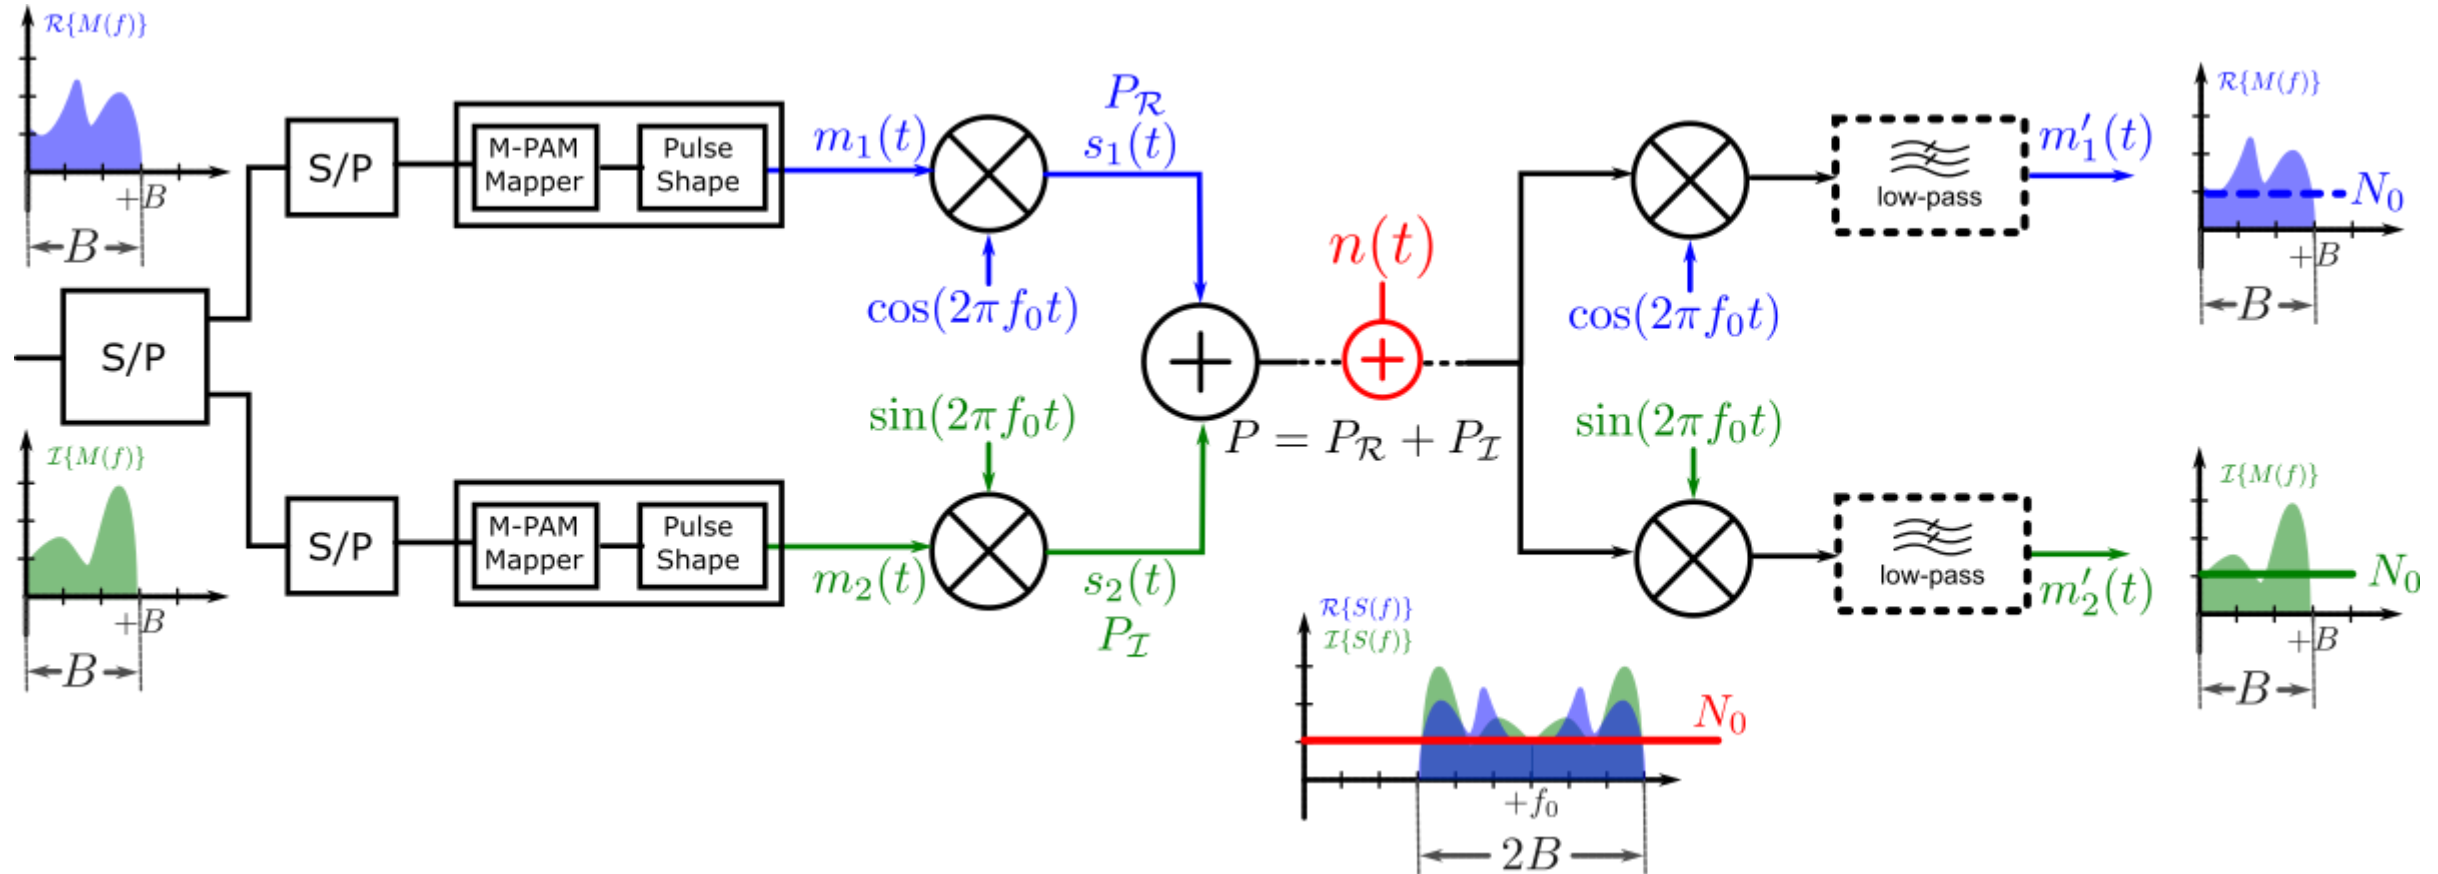 ℛ{M(f)}
+B
B
S/P
M-PAM
Mapper
Pulse
Shape
m₁(t)
cos(2πf₀t)
P_ℛ
s₁(t)
S/P
ℐ{M(f)}
+B
B
S/P
M-PAM
Mapper
Pulse
Shape
m₂(t)
sin(2πf₀t)
s₂(t)
P_ℐ
P = P_ℛ + P_ℐ
n(t)
cos(2πf₀t)
low-pass
m′₁(t)
ℛ{M(f)}
N₀
+B
B
sin(2πf₀t)
low-pass
m′₂(t)
ℐ{M(f)}
N₀
+B
B
ℛ{S(f)}
ℐ{S(f)}
N₀
+f₀
2B